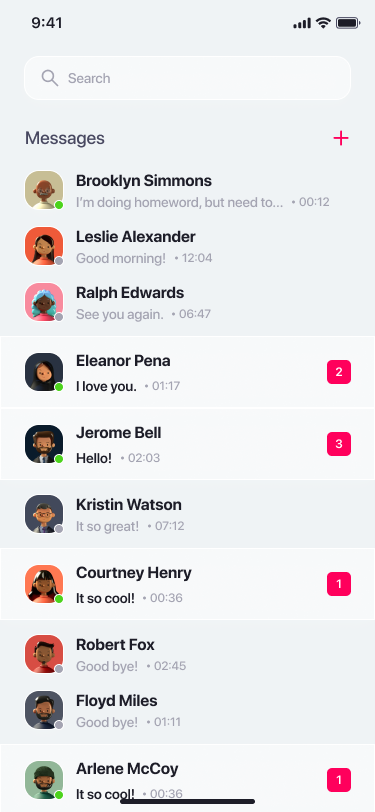 9:41
Search
Messages
Brooklyn Simmons
I'm doing homeword, but need to... • 00:12
Leslie Alexander
Good morning! • 12:04
Ralph Edwards
See you again. • 06:47
Eleanor Pena
I love you. • 01:17
2
Jerome Bell
Hello! • 02:03
3
Kristin Watson
It so great! • 07:12
Courtney Henry
It so cool! • 00:36
1
Robert Fox
Good bye! • 02:45
Floyd Miles
Good bye! • 01:11
Arlene McCoy
It so cool! • 00:36
1